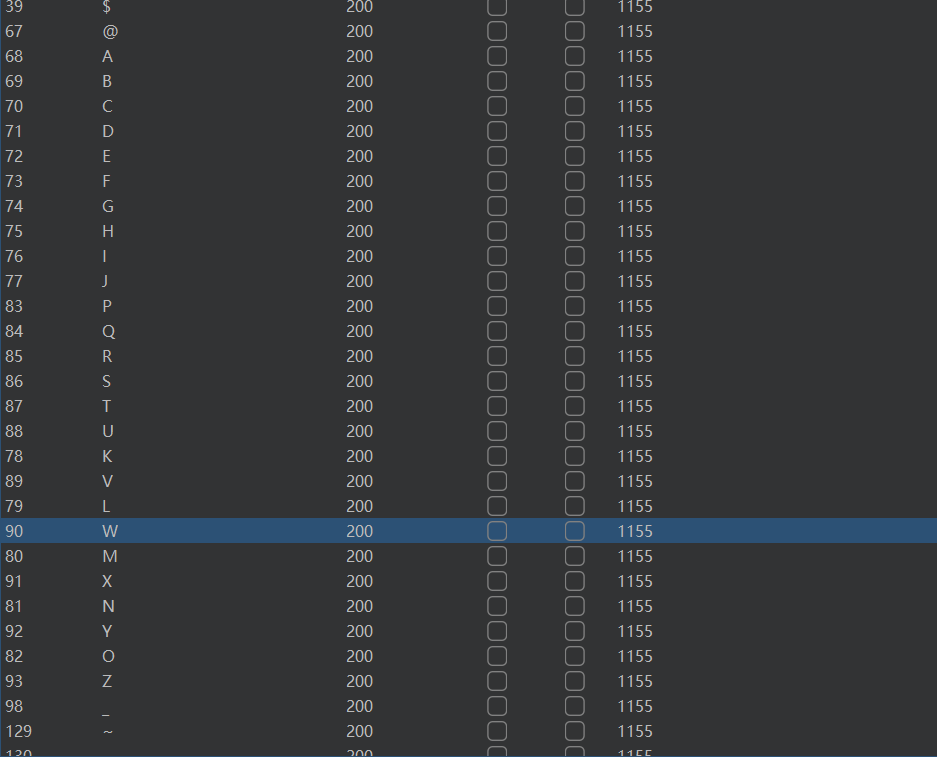 39 $ 200 1155
67 @ 200 1155
68 A 200 1155
69 B 200 1155
70 C 200 1155
71 D 200 1155
72 E 200 1155
73 F 200 1155
74 G 200 1155
75 H 200 1155
76 I 200 1155
77 J 200 1155
83 P 200 1155
84 Q 200 1155
85 R 200 1155
86 S 200 1155
87 T 200 1155
88 U 200 1155
78 K 200 1155
89 V 200 1155
79 L 200 1155
90 W 200 1155
80 M 200 1155
91 X 200 1155
81 N 200 1155
92 Y 200 1155
82 O 200 1155
93 Z 200 1155
98 _ 200 1155
129 ~ 200 1155
130 200 1155